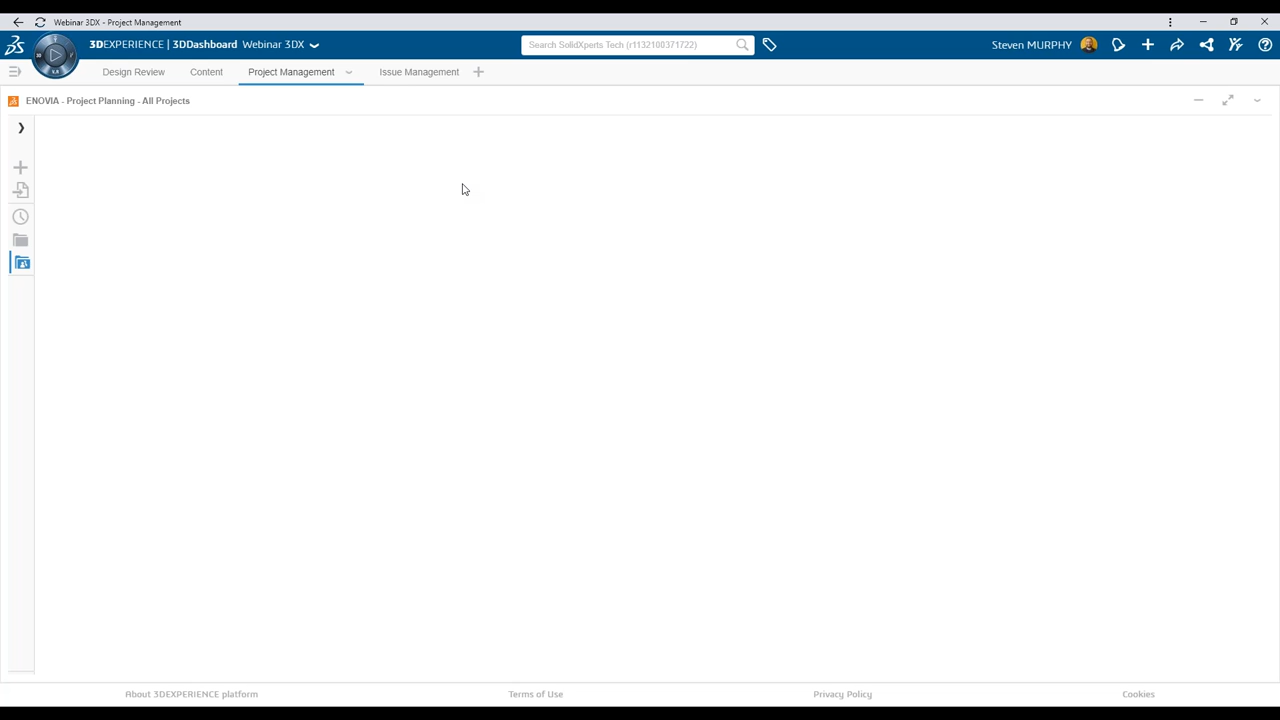 Webinar 3DX - Project Management
3DEXPERIENCE | 3DDashboard Webinar 3DX
Search SolidXperts Tech (r1132100371722)
Steven MURPHY
Design Review
Content
Project Management
Issue Management
ENOVIA - Project Planning - All Projects
About 3DEXPERIENCE platform
Terms of Use
Privacy Policy
Cookies